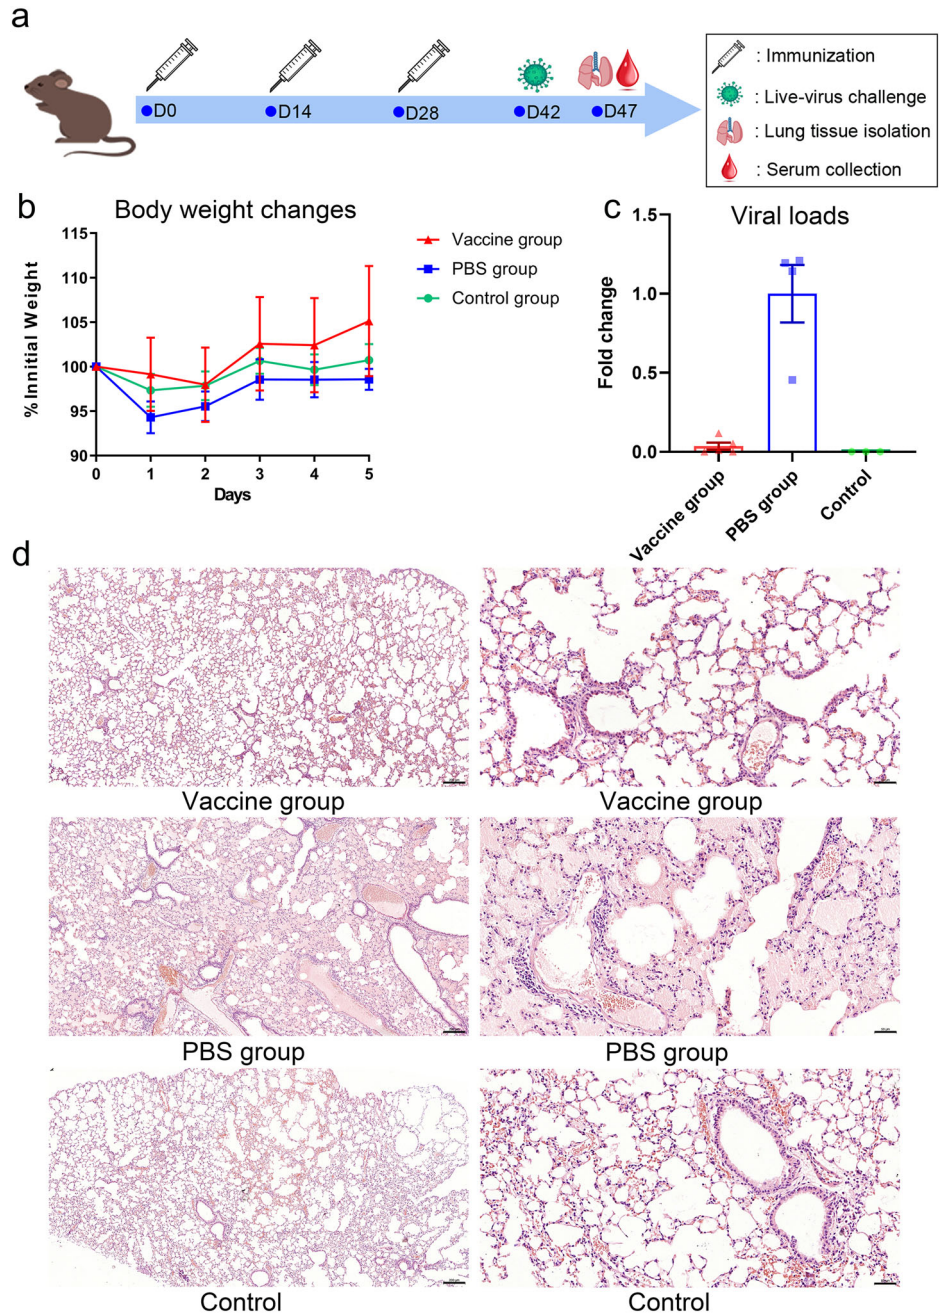 a
D0
D14
D28
D42
D47
: Immunization
: Live-virus challenge
: Lung tissue isolation
: Serum collection
b
Body weight changes
%Innitial Weight
115
110
105
100
95
90
0
1
2
3
4
5
Days
Vaccine group
PBS group
Control group
c
Viral loads
Fold change
1.5
1.0
0.5
0.0
Vaccine group
PBS group
Control
d
Vaccine group
Vaccine group
PBS group
PBS group
Control
Control